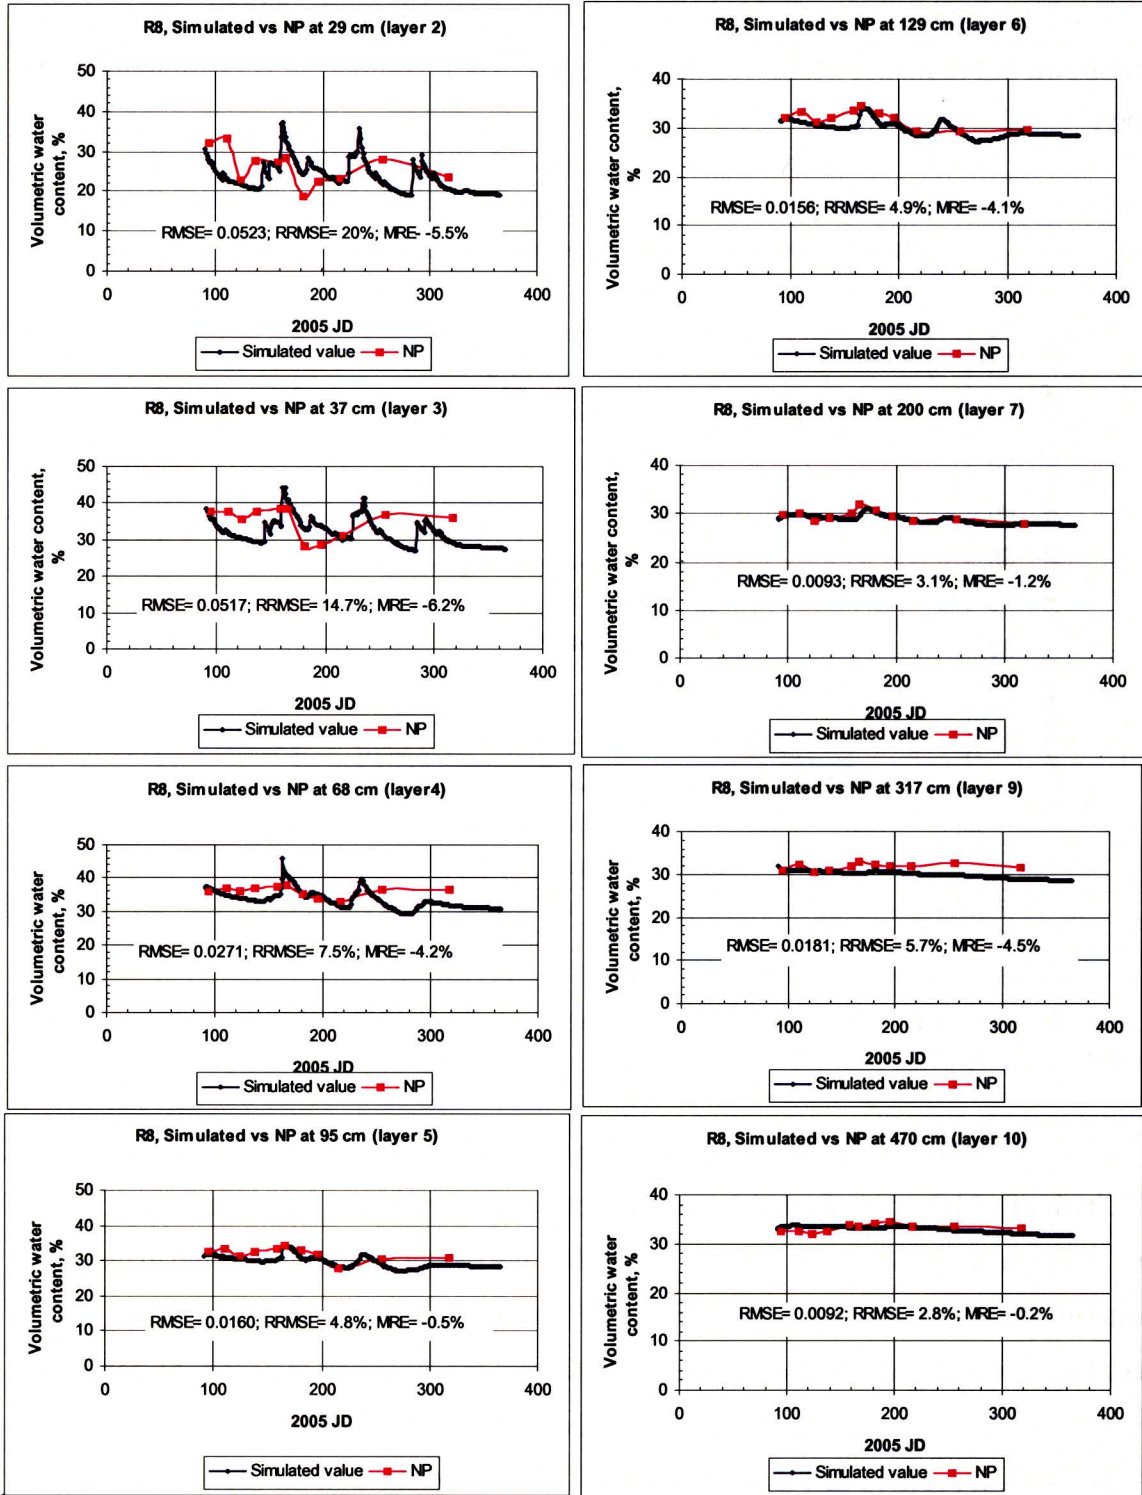 R8, Simulated vs NP at 29 cm (layer 2)
Volumetric water
content, %
50
40
30
20
10
0
RMSE= 0.0523; RRMSE= 20%; MRE- -5.5%
0 100 200 300 400
2005 JD
Simulated value NP
R8, Simulated vs NP at 129 cm (layer 6)
Volumetric water content,
%
40
30
20
10
0
RMSE= 0.0156; RRMSE= 4.9%; MRE= -4.1%
0 100 200 300 400
2005 JD
Simulated value NP
R8, Simulated vs NP at 37 cm (layer 3)
Volumetric water content,
%
50
40
30
20
10
0
RMSE= 0.0517; RRMSE= 14.7%; MRE= -6.2%
0 100 200 300 400
2005 JD
Simulated value NP
R8, Simulated vs NP at 200 cm (layer 7)
Volumetric water content,
%
40
30
20
10
0
RMSE= 0.0093; RRMSE= 3.1%; MRE= -1.2%
0 100 200 300 400
2005 JD
Simulated value NP
R8, Simulated vs NP at 68 cm (layer4)
Volumetric water
content, %
50
40
30
20
10
0
RMSE= 0.0271; RRMSE= 7.5%; MRE= -4.2%
0 100 200 300 400
2005 JD
Simulated value NP
R8, Simulated vs NP at 317 cm (layer 9)
Volumetric water
content, %
40
30
20
10
0
RMSE= 0.0181; RRMSE= 5.7%; MRE= -4.5%
0 100 200 300 400
2005 JD
Simulated value NP
R8, Simulated vs NP at 95 cm (layer 5)
Volumetric water
content, %
50
40
30
20
10
0
RMSE= 0.0160; RRMSE= 4.8%; MRE= -0.5%
0 100 200 300 400
2005 JD
Simulated value NP
R8, Simulated vs NP at 470 cm (layer 10)
Volumetric water
content, %
40
30
20
10
0
RMSE= 0.0092; RRMSE= 2.8%; MRE= -0.2%
0 100 200 300 400
2005 JD
Simulated value NP